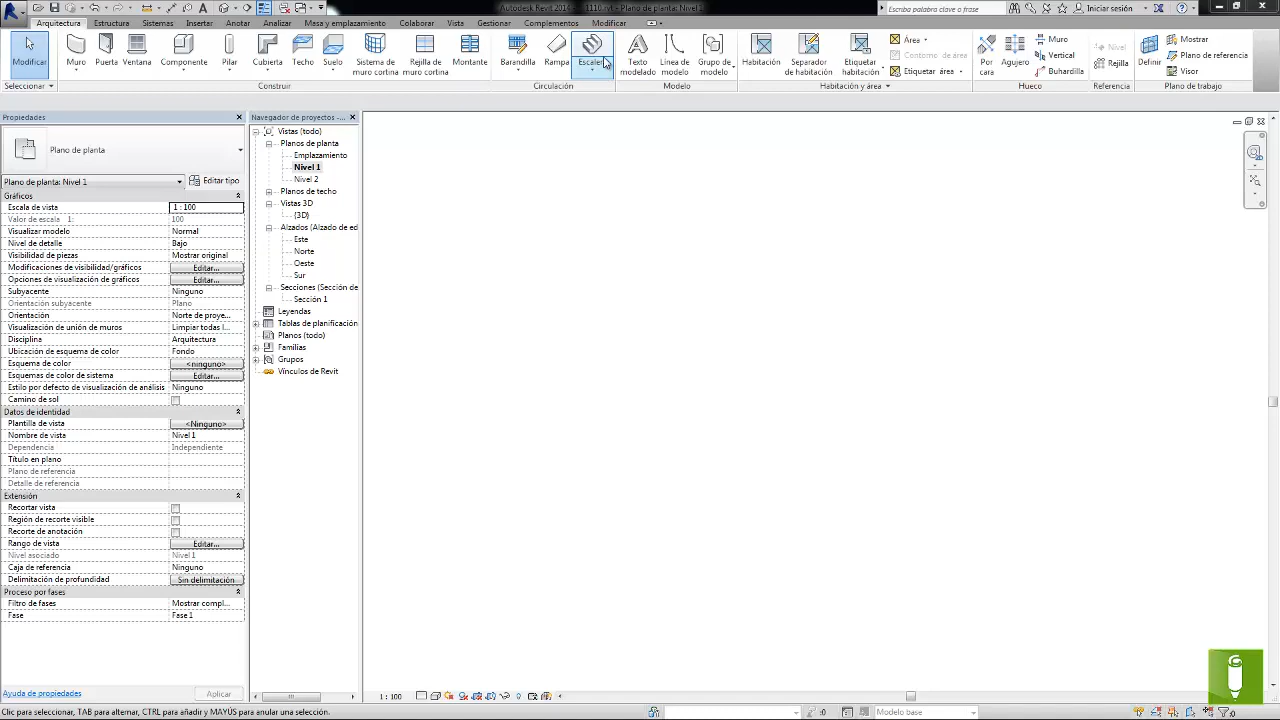 Autodesk Revit 2014 - 1110.rvt - Plano de planta: Nivel 1
Escriba palabra clave o frase
Iniciar sesión
Arquitectura Estructura Sistemas Insertar Anotar Analizar Masa y emplazamiento Colaborar Vista Gestionar Complementos Modificar
Modificar
Muro Puerta Ventana Componente Pilar Cubierta Techo Suelo
Sistema de
muro cortina
Rejilla de
muro cortina
Montante
Barandilla Rampa Escalera
Texto
modelado
Línea de
modelo
Grupo de
modelo
Habitación
Separador
de habitación
Etiquetar
habitación
Área
Contorno de área
Etiquetar área
Por
cara
Agujero
Muro
Vertical
Buhardilla
Nivel
Rejilla
Definir
Mostrar
Plano de referencia
Visor
Seleccionar Construir Circulación Modelo Habitación y área Hueco Referencia Plano de trabajo
Propiedades
Plano de planta
Plano de planta: Nivel 1 Editar tipo
Gráficos
Escala de vista 1 : 100
Valor de escala 1: 100
Visualizar modelo Normal
Nivel de detalle Bajo
Visibilidad de piezas Mostrar original
Modificaciones de visibilidad/gráficos Editar...
Opciones de visualización de gráficos Editar...
Subyacente Ninguno
Orientación subyacente Plano
Orientación Norte de proye...
Visualización de unión de muros Limpiar todas l...
Disciplina Arquitectura
Ubicación de esquema de color Fondo
Esquema de color <ninguno>
Esquemas de color de sistema Editar...
Estilo por defecto de visualización de análisis Ninguno
Camino de sol
Datos de identidad
Plantilla de vista <Ninguno>
Nombre de vista Nivel 1
Dependencia Independiente
Título en plano
Plano de referencia
Detalle de referencia
Extensión
Recortar vista
Región de recorte visible
Recorte de anotación
Rango de vista Editar...
Nivel asociado Nivel 1
Caja de referencia Ninguno
Delimitación de profundidad Sin delimitación
Proceso por fases
Filtro de fases Mostrar compl...
Fase Fase 1
Ayuda de propiedades Aplicar
Navegador de proyectos -...
Vistas (todo)
Planos de planta
Emplazamiento
Nivel 1
Nivel 2
Planos de techo
Vistas 3D
{3D}
Alzados (Alzado de ed
Este
Norte
Oeste
Sur
Secciones (Sección de
Sección 1
Leyendas
Tablas de planificación
Planos (todo)
Familias
Grupos
Vínculos de Revit
1 : 100
Clic para seleccionar, TAB para alternar, CTRL para añadir y MAYÚS para anular una selección.
:0
Modelo base
:0